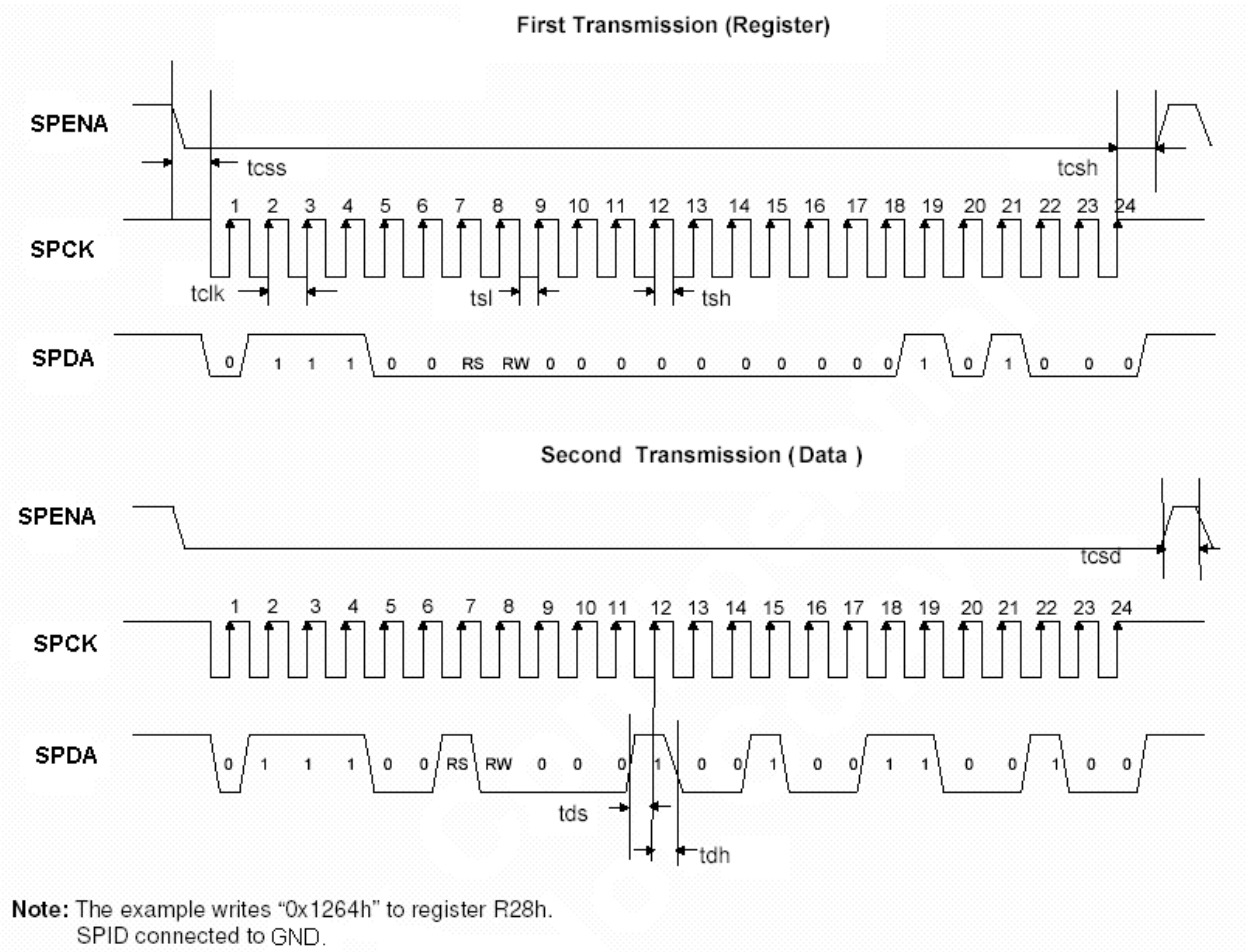 First Transmission (Register)
SPENA
tcss
tcsh
1 2 3 4 5 6 7 8 9 10 11 12 13 14 15 16 17 18 19 20 21 22 23 24
SPCK
tclk
tsl
tsh
SPDA
0 1 1 1 0 0 RS RW 0 0 0 0 0 0 0 0 0 0 1 0 1 0 0 0
Second Transmission ( Data )
SPENA
tcsd
1 2 3 4 5 6 7 8 9 10 11 12 13 14 15 16 17 18 19 20 21 22 23 24
SPCK
SPDA
0 1 1 1 0 0 RS RW 0 0 0 1 0 0 1 0 0 1 1 0 0 1 0 0
tds
tdh
Note: The example writes “0x1264h” to register R28h.
SPID connected to GND.